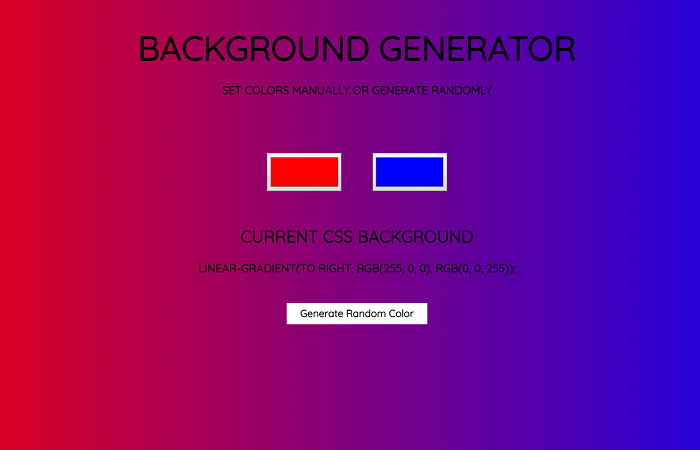 BACKGROUND GENERATOR
SET COLORS MANUALLY OR GENERATE RANDOMLY
CURRENT CSS BACKGROUND
LINEAR-GRADIENT(TO RIGHT, RGB(255, 0, 0), RGB(0, 0, 255));
Generate Random Color